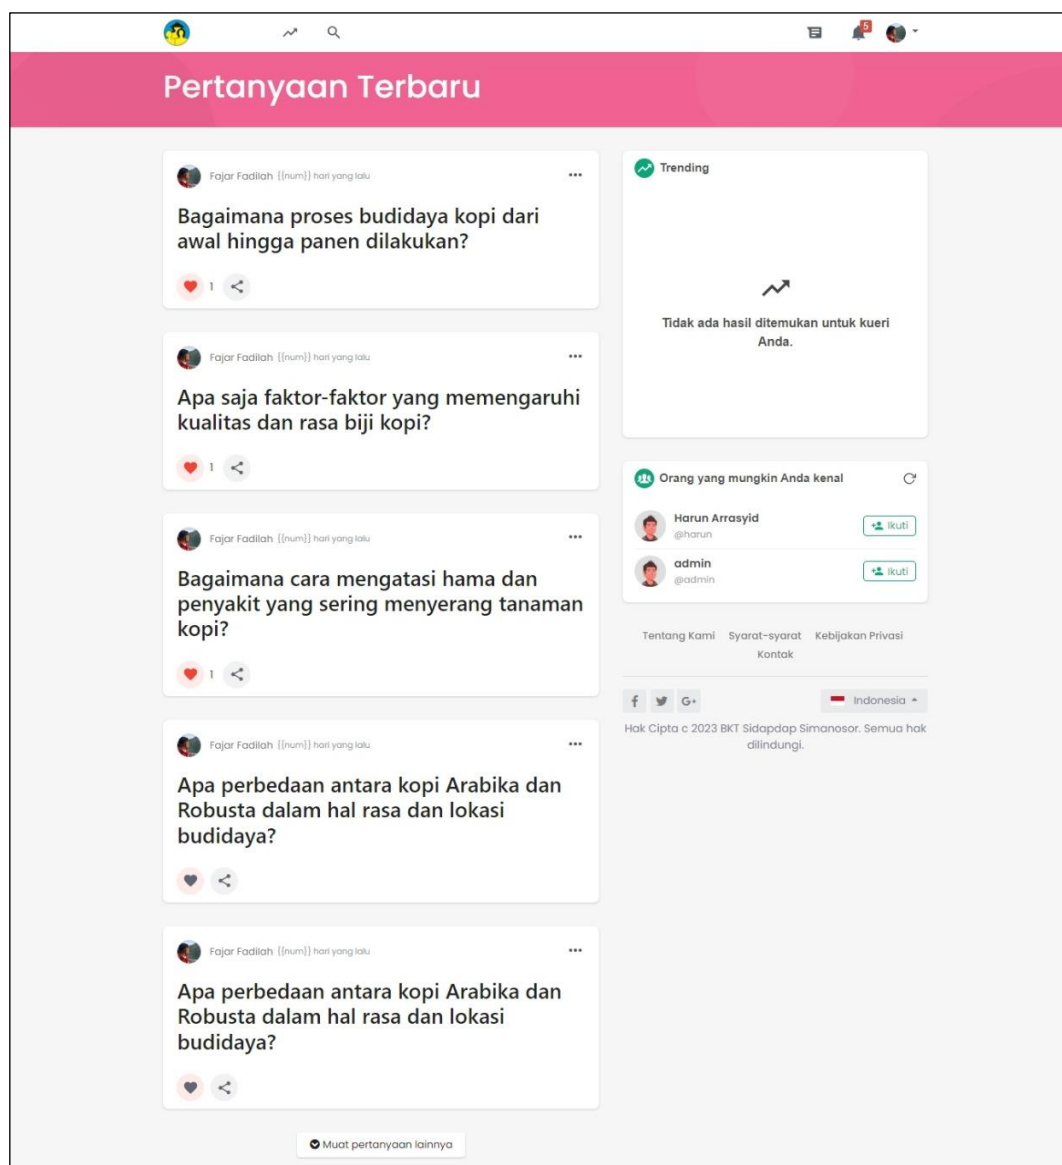 5
Pertanyaan Terbaru
Fajar Fadilah {{num}} hari yang lalu
Bagaimana proses budidaya kopi dari
awal hingga panen dilakukan?
1
Fajar Fadilah {{num}} hari yang lalu
Apa saja faktor-faktor yang memengaruhi
kualitas dan rasa biji kopi?
1
Fajar Fadilah {{num}} hari yang lalu
Bagaimana cara mengatasi hama dan
penyakit yang sering menyerang tanaman
kopi?
1
Fajar Fadilah {{num}} hari yang lalu
Apa perbedaan antara kopi Arabika dan
Robusta dalam hal rasa dan lokasi
budidaya?
Fajar Fadilah {{num}} hari yang lalu
Apa perbedaan antara kopi Arabika dan
Robusta dalam hal rasa dan lokasi
budidaya?
Muat pertanyaan lainnya
Trending
Tidak ada hasil ditemukan untuk kueri
Anda.
Orang yang mungkin Anda kenal
Harun Arrasyid
@harun
Ikuti
admin
@admin
Ikuti
Tentang Kami Syarat-syarat Kebijakan Privasi
Kontak
f G+
Indonesia
Hak Cipta c 2023 BKT Sidapdap Simanosor. Semua hak
dilindungi.